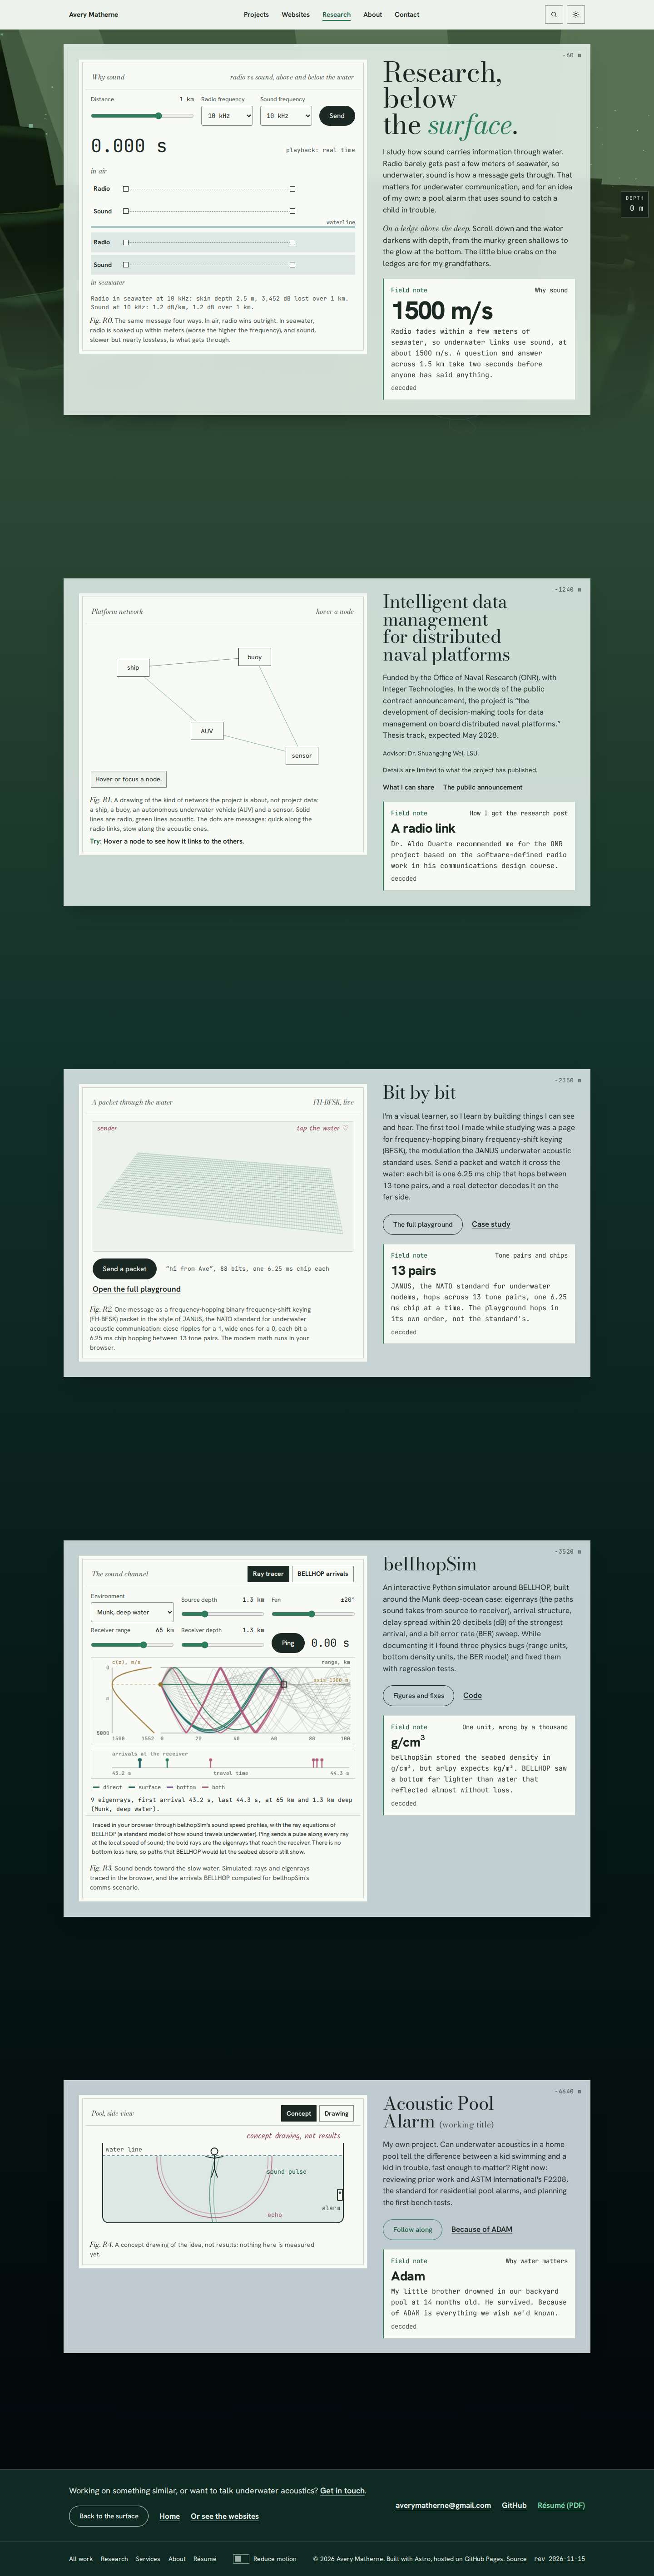 Avery Matherne
Projects Websites Research About Contact
-60 m
Why sound radio vs sound, above and below the water
Distance 1 km Radio frequency Sound frequency
10 kHz 10 kHz Send
0.000 s playback: real time
in air
Radio
Sound
waterline
Radio
Sound
in seawater
Radio in seawater at 10 kHz: skin depth 2.5 m, 3,452 dB lost over 1 km.
Sound at 10 kHz: 1.2 dB/km, 1.2 dB over 1 km.
Fig. R0. The same message four ways. In air, radio wins outright. In seawater,
radio is soaked up within meters (worse the higher the frequency), and sound,
slower but nearly lossless, is what gets through.
Research,
below
the surface.
I study how sound carries information through water.
Radio barely gets past a few meters of seawater, so
underwater, sound is how a message gets through. That
matters for underwater communication, and for an idea
of my own: a pool alarm that uses sound to catch a
child in trouble.
On a ledge above the deep. Scroll down and the water
darkens with depth, from the murky green shallows to
the glow at the bottom. The little blue crabs on the
ledges are for my grandfathers.
Field note Why sound
1500 m/s
Radio fades within a few meters of
seawater, so underwater links use sound, at
about 1500 m/s. A question and answer
across 1.5 km take two seconds before
anyone has said anything.
decoded
DEPTH
0 m
-1240 m
Platform network hover a node
ship
buoy
AUV
sensor
Hover or focus a node.
Fig. R1. A drawing of the kind of network the project is about, not project data:
a ship, a buoy, an autonomous underwater vehicle (AUV) and a sensor. Solid
lines are radio, green lines acoustic. The dots are messages: quick along the
radio links, slow along the acoustic ones.
Try: Hover a node to see how it links to the others.
Intelligent data
management
for distributed
naval platforms
Funded by the Office of Naval Research (ONR), with
Integer Technologies. In the words of the public
contract announcement, the project is “the
development of decision-making tools for data
management on board distributed naval platforms.”
Thesis track, expected May 2028.
Advisor: Dr. Shuangqing Wei, LSU.
Details are limited to what the project has published.
What I can share The public announcement
Field note How I got the research post
A radio link
Dr. Aldo Duarte recommended me for the ONR
project based on the software-defined radio
work in his communications design course.
decoded
-2350 m
A packet through the water FH-BFSK, live
sender tap the water ♡
Send a packet "hi from Ave", 88 bits, one 6.25 ms chip each
Open the full playground
Fig. R2. One message as a frequency-hopping binary frequency-shift keying
(FH-BFSK) packet in the style of JANUS, the NATO standard for underwater
acoustic communication: close ripples for a 1, wide ones for a 0, each bit a
6.25 ms chip hopping between 13 tone pairs. The modem math runs in your
browser.
Bit by bit
I'm a visual learner, so I learn by building things I can see
and hear. The first tool I made while studying was a page
for frequency-hopping binary frequency-shift keying
(BFSK), the modulation the JANUS underwater acoustic
standard uses. Send a packet and watch it cross the
water: each bit is one 6.25 ms chip that hops between
13 tone pairs, and a real detector decodes it on the
far side.
The full playground Case study
Field note Tone pairs and chips
13 pairs
JANUS, the NATO standard for underwater
modems, hops across 13 tone pairs, one 6.25
ms chip at a time. The playground hops in
its own order, not the standard's.
decoded
-3520 m
The sound channel Ray tracer BELLHOP arrivals
Environment Source depth 1.3 km Fan ±20°
Munk, deep water
Receiver range 65 km Receiver depth 1.3 km Ping 0.00 s
c(z), m/s range, km
0
axis 1300 m
m
5000
1500 1552 0 20 40 60 80 100
arrivals at the receiver
43.2 s travel time 44.3 s
direct surface bottom both
9 eigenrays, first arrival 43.2 s, last 44.3 s, at 65 km and 1.3 km deep
(Munk, deep water).
Traced in your browser through bellhopSim's sound speed profiles, with the ray equations of
BELLHOP (a standard model of how sound travels underwater). Ping sends a pulse along every ray
at the local speed of sound; the bold rays are the eigenrays that reach the receiver. There is no
bottom loss here, so paths that BELLHOP would let the seabed absorb still show.
Fig. R3. Sound bends toward the slow water. Simulated: rays and eigenrays
traced in the browser, and the arrivals BELLHOP computed for bellhopSim's
comms scenario.
bellhopSim
An interactive Python simulator around BELLHOP, built
around the Munk deep-ocean case: eigenrays (the paths
sound takes from source to receiver), arrival structure,
delay spread within 20 decibels (dB) of the strongest
arrival, and a bit error rate (BER) sweep. While
documenting it I found three physics bugs (range units,
bottom density units, the BER model) and fixed them
with regression tests.
Figures and fixes Code
Field note One unit, wrong by a thousand
g/cm³
bellhopSim stored the seabed density in
g/cm³, but arlpy expects kg/m³. BELLHOP saw
a bottom far lighter than water that
reflected almost without loss.
decoded
-4640 m
Pool, side view Concept Drawing
concept drawing, not results
water line
sound pulse
alarm
echo
Fig. R4. A concept drawing of the idea, not results: nothing here is measured
yet.
Acoustic Pool
Alarm (working title)
My own project. Can underwater acoustics in a home
pool tell the difference between a kid swimming and a
kid in trouble, fast enough to matter? Right now:
reviewing prior work and ASTM International's F2208,
the standard for residential pool alarms, and planning
the first bench tests.
Follow along Because of ADAM
Field note Why water matters
Adam
My little brother drowned in our backyard
pool at 14 months old. He survived. Because
of ADAM is everything we wish we'd known.
decoded
Working on something similar, or want to talk underwater acoustics? Get in touch.
Back to the surface Home Or see the websites
averymatherne@gmail.com GitHub Résumé (PDF)
All work Research Services About Résumé Reduce motion © 2026 Avery Matherne. Built with Astro, hosted on GitHub Pages. Source rev 2026-11-15